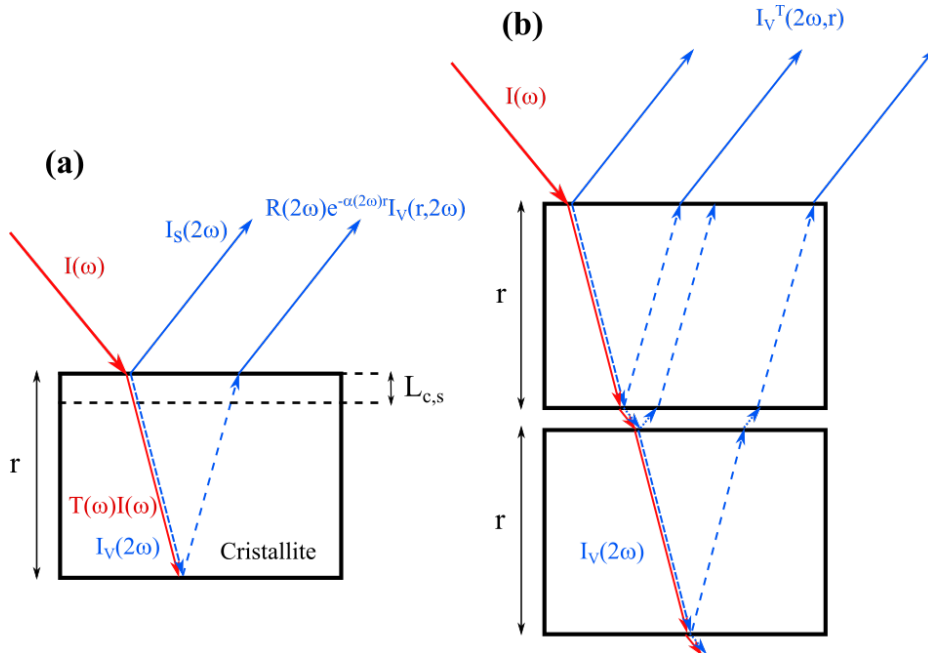 (a)
I(ω)
I_S(2ω)
R(2ω)e^{-α(2ω)r}I_V(r,2ω)
L_{c,s}
r
T(ω)I(ω)
I_V(2ω)
Cristallite
(b)
I(ω)
I_V^T(2ω,r)
r
r
I_V(2ω)